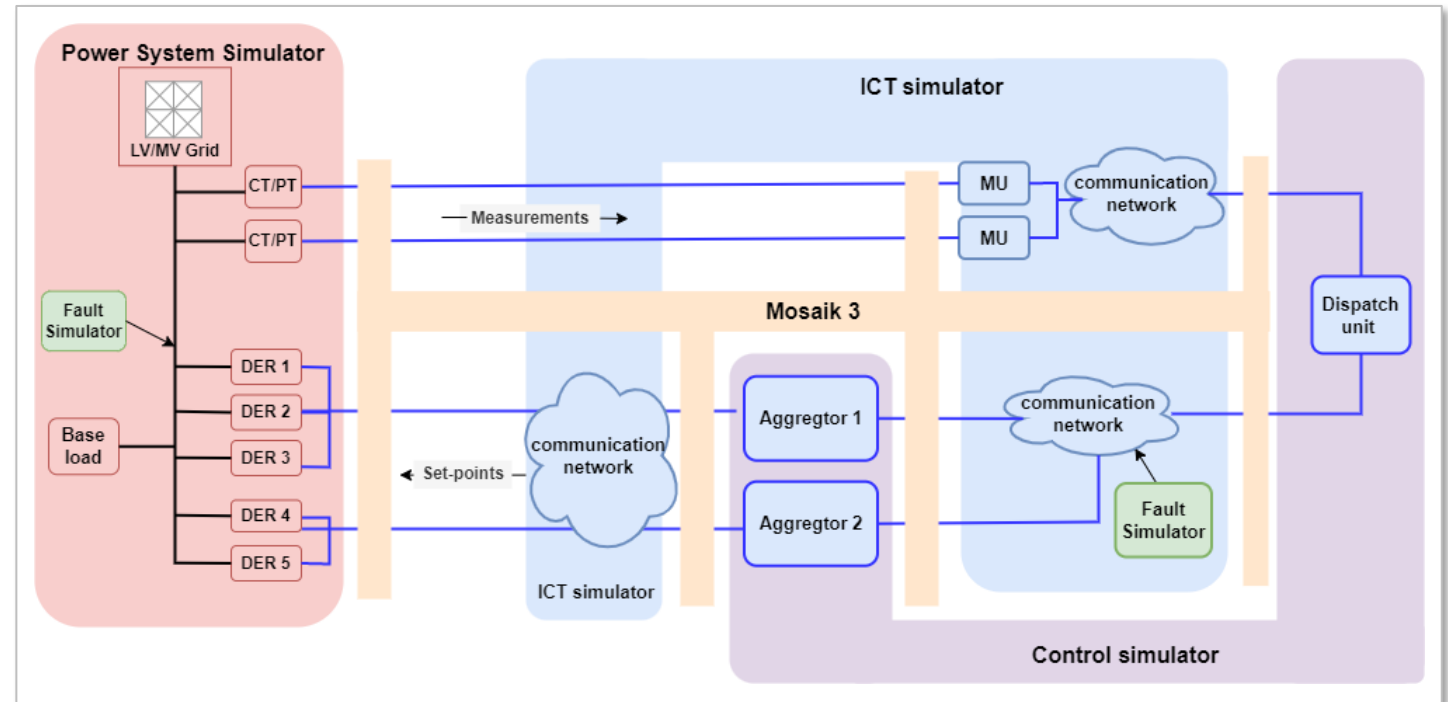 Power System Simulator
LV/MV Grid
CT/PT
CT/PT
Fault
Simulator
DER 1
DER 2
DER 3
Base
load
DER 4
DER 5
ICT simulator
Measurements
MU
MU
communication
network
Mosaik 3
Dispatch
unit
communication
network
Set-points
ICT simulator
Aggregtor 1
Aggregtor 2
communication
network
Fault
Simulator
Control simulator